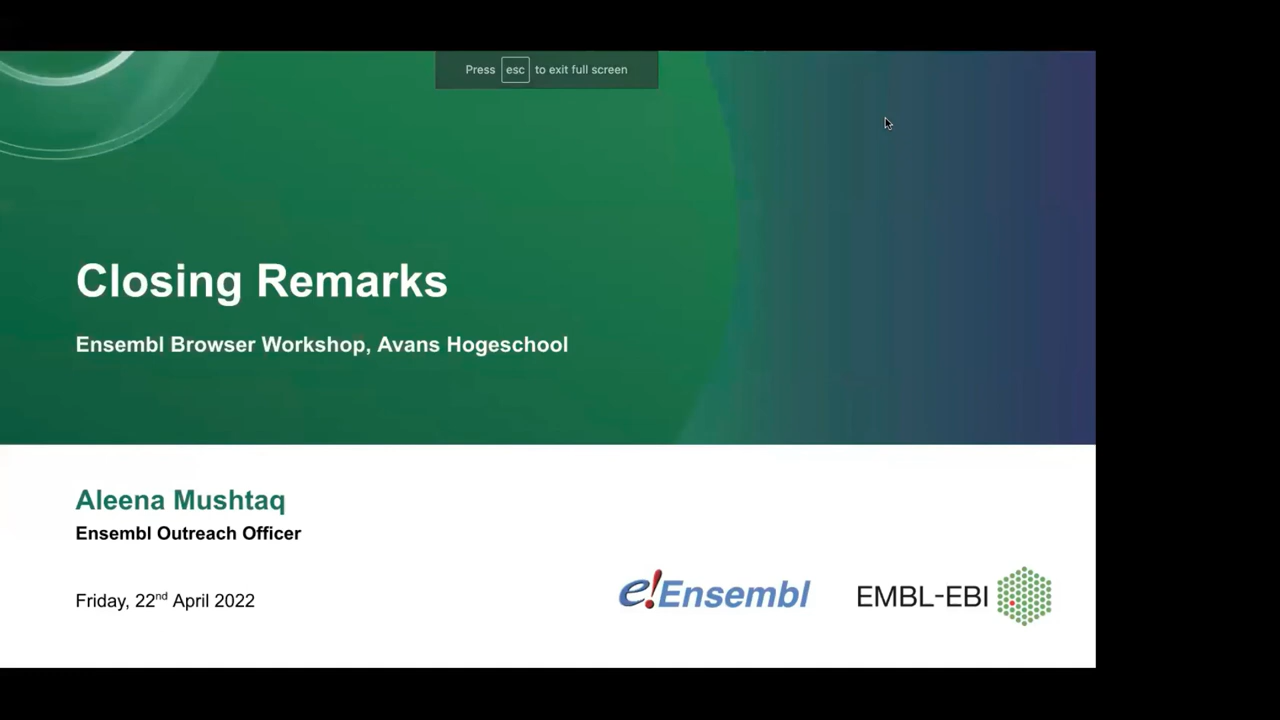 Press esc to exit full screen
Closing Remarks
Ensembl Browser Workshop, Avans Hogeschool
Aleena Mushtaq
Ensembl Outreach Officer
Friday, 22nd April 2022
e!Ensembl
EMBL-EBI